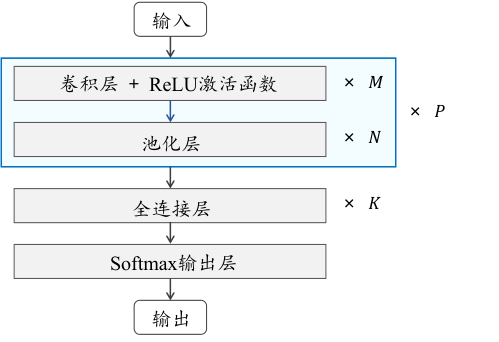 输入
卷积层 + ReLU激活函数 × M
× P
池化层 × N
全连接层 × K
Softmax输出层
输出